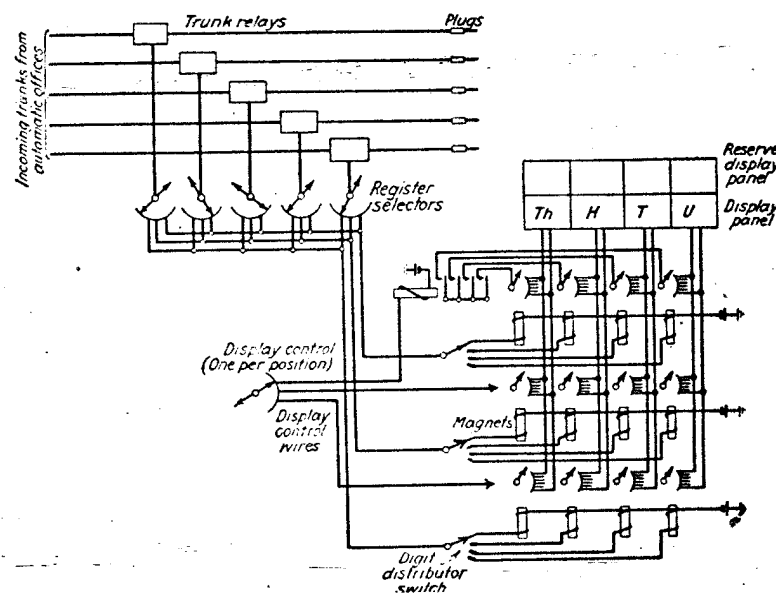 Trunk relays
Plugs
Incoming trunks from
automatic offices
Register
selectors
Reserve
display
panel
Display
panel
Th H T U
Display control
(One per position)
Display
control
wires
Magnets
Digit
distributor
switch